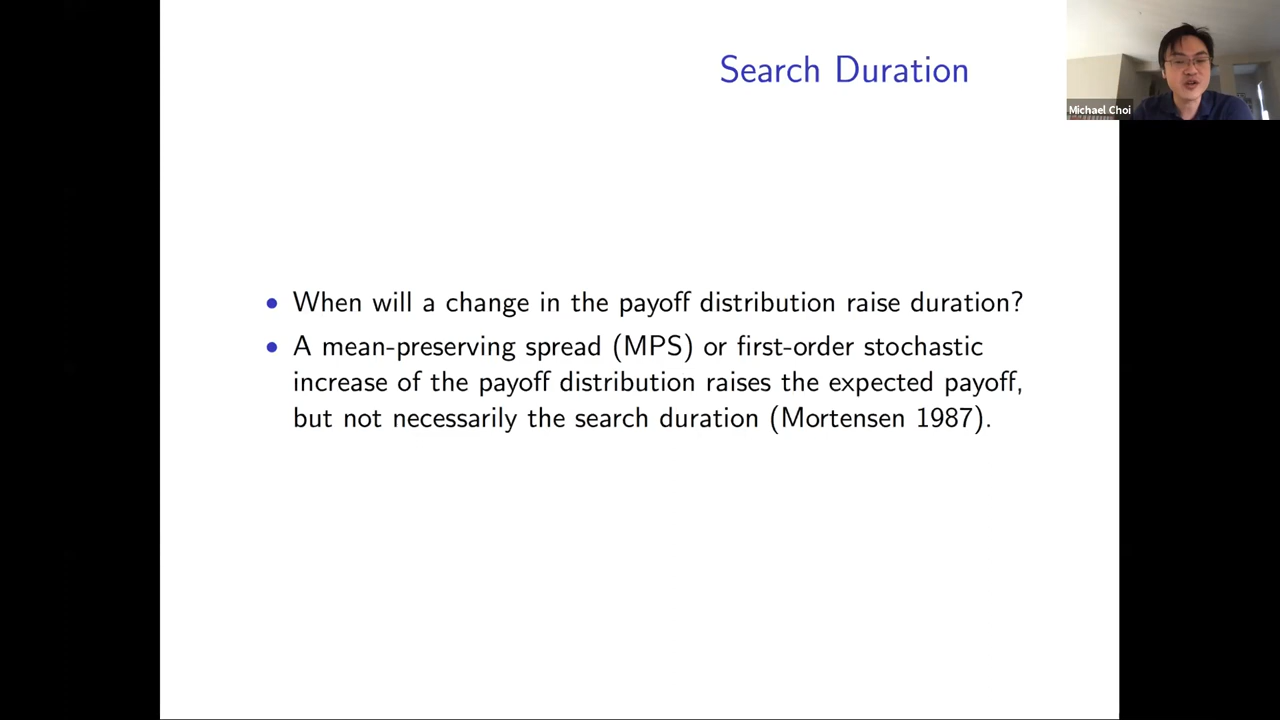 Search Duration
Michael Choi
• When will a change in the payoff distribution raise duration?
• A mean-preserving spread (MPS) or first-order stochastic
increase of the payoff distribution raises the expected payoff,
but not necessarily the search duration (Mortensen 1987).